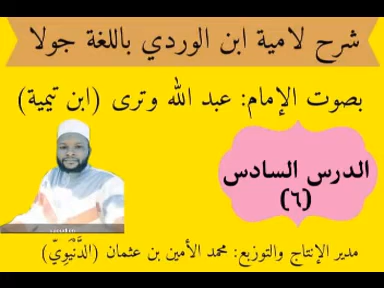 شرح لامية ابن الوردي باللغة جولا
بصوت الإمام: عبد الله وترى (ابن تيمية)
الدرس السادس
(٦)
مدير الإنتاج والتوزيع: محمد الأمين بن عثمان (الدَّنْيَوِيّ)